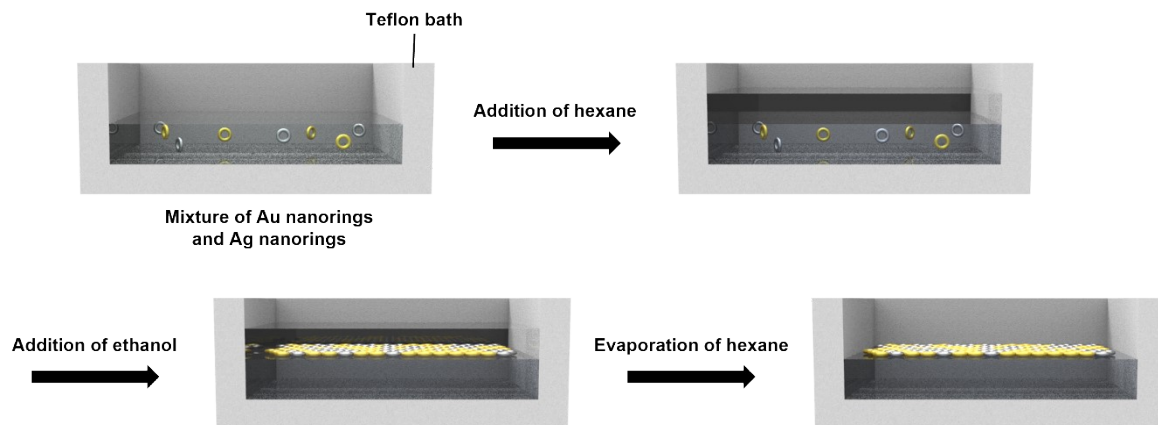 Teflon bath
Addition of hexane
Mixture of Au nanorings
and Ag nanorings
Addition of ethanol
Evaporation of hexane